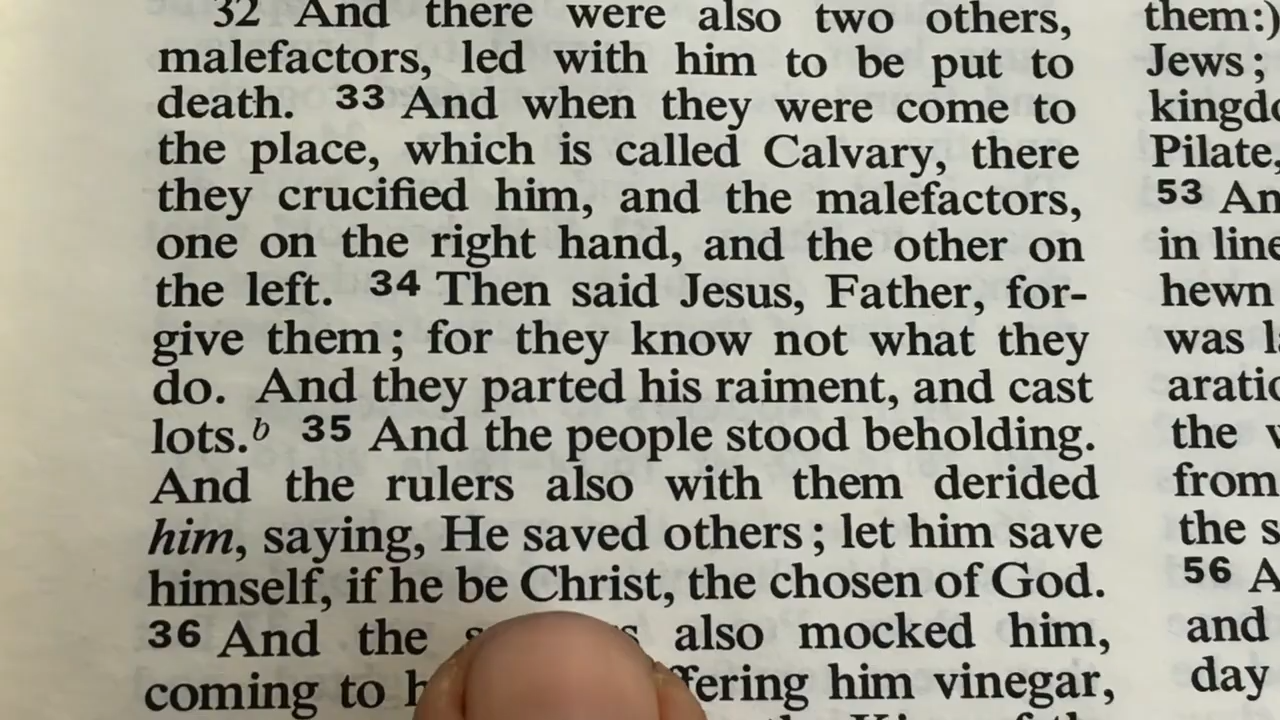 32 And there were also two others,
malefactors, led with him to be put to
death. 33 And when they were come to
the place, which is called Calvary, there
they crucified him, and the malefactors,
one on the right hand, and the other on
the left. 34 Then said Jesus, Father, for-
give them; for they know not what they
do. And they parted his raiment, and cast
lots.b 35 And the people stood beholding.
And the rulers also with them derided
him, saying, He saved others; let him save
himself, if he be Christ, the chosen of God.
36 And the also mocked him,
coming to him vinegar,
them:)
Jews;
Pilate,
53
in
hewn
was
the
from
the
56
and
day